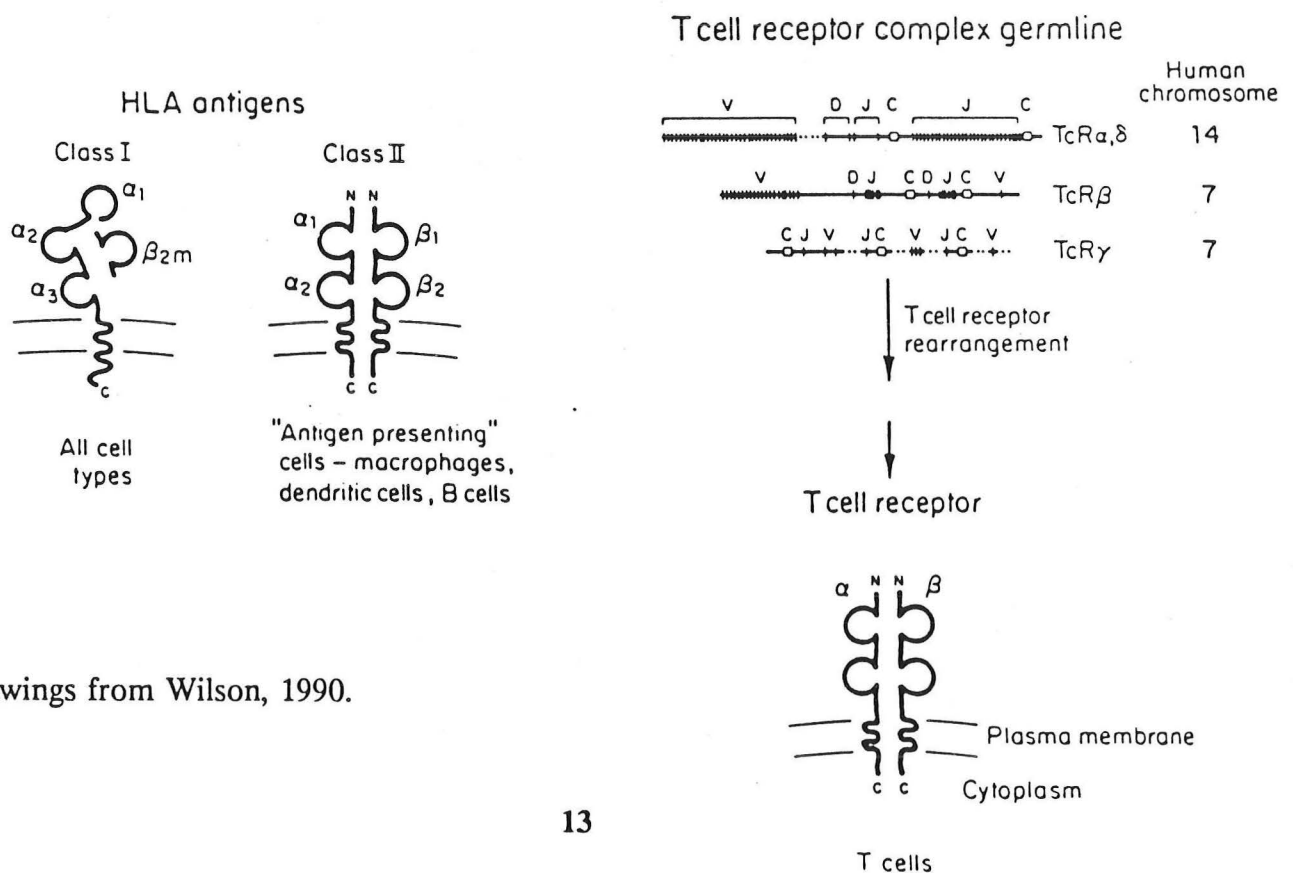 HLA antigens
Class I
α1
α2
β2m
α3
C
All cell
types
Class II
N N
α1
β1
α2
β2
C C
"Antigen presenting"
cells – macrophages,
dendritic cells, B cells
wings from Wilson, 1990.
T cell receptor complex germline
Human
chromosome
V D J C J C
TcRα,δ 14
V D J C D J C V
TcRβ 7
C J V J C V J C V
TcRγ 7
T cell receptor
rearrangement
T cell receptor
α N N β
Plasma membrane
C C
Cytoplasm
T cells
13